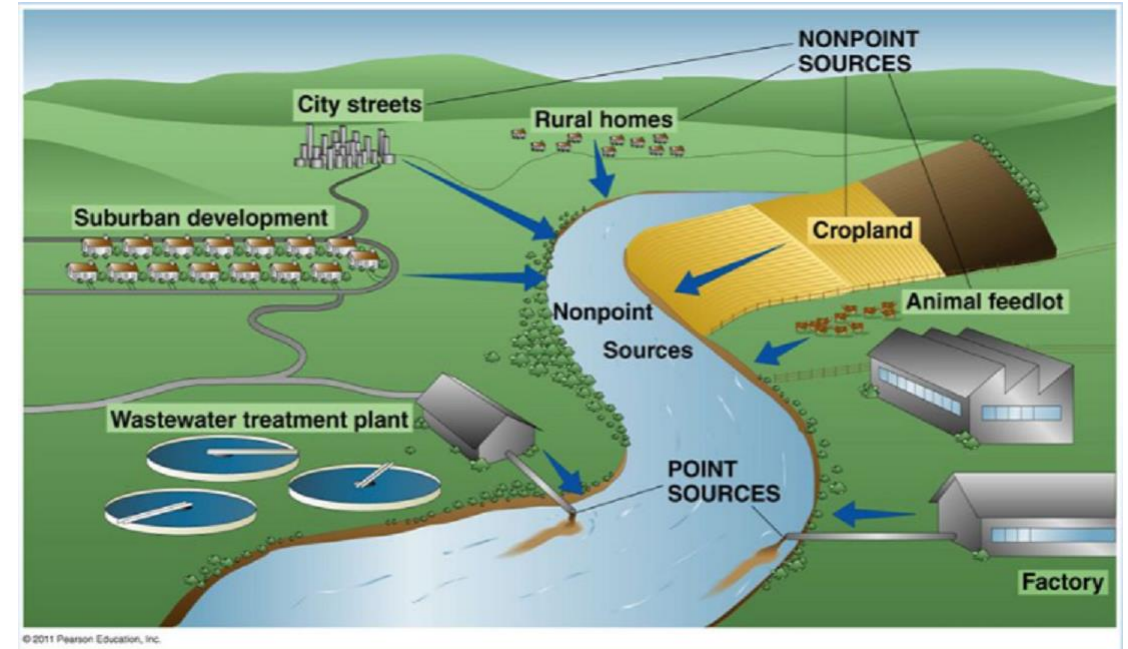 NONPOINT
SOURCES
City streets
Rural homes
Suburban development
Cropland
Animal feedlot
Nonpoint
Sources
Wastewater treatment plant
POINT
SOURCES
Factory
© 2011 Pearson Education, Inc.